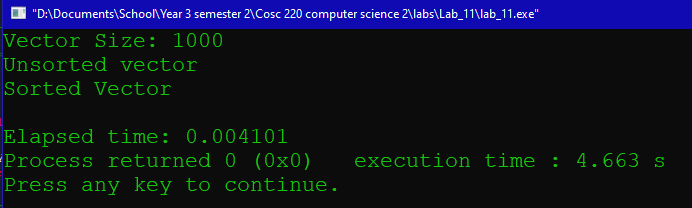 "D:\Documents\School\Year 3 semester 2\Cosc 220 computer science 2\labs\Lab_11\lab_11.exe"
Vector Size: 1000
Unsorted vector
Sorted Vector
Elapsed time: 0.004101
Process returned 0 (0x0)   execution time : 4.663 s
Press any key to continue.